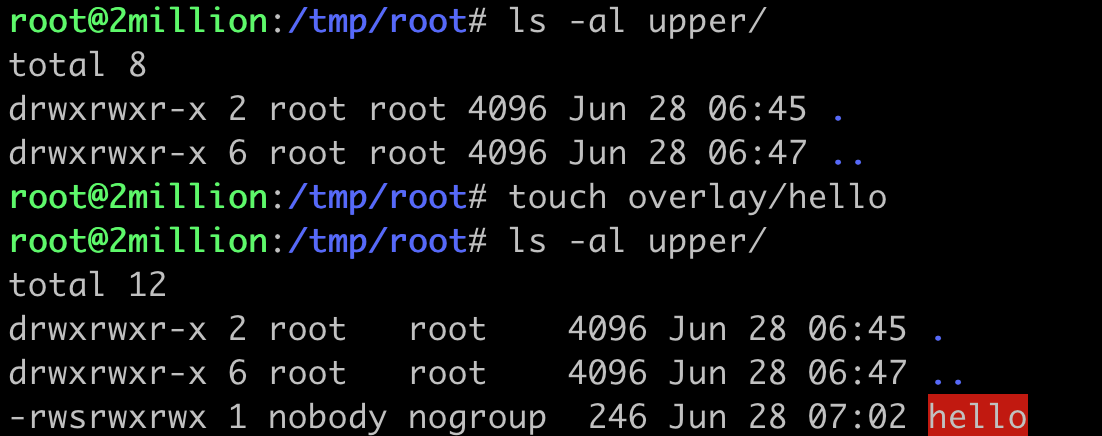 root@2million:/tmp/root# ls -al upper/
total 8
drwxrwxr-x 2 root root 4096 Jun 28 06:45 .
drwxrwxr-x 6 root root 4096 Jun 28 06:47 ..
root@2million:/tmp/root# touch overlay/hello
root@2million:/tmp/root# ls -al upper/
total 12
drwxrwxr-x 2 root   root    4096 Jun 28 06:45 .
drwxrwxr-x 6 root   root    4096 Jun 28 06:47 ..
-rwsrwxrwx 1 nobody nogroup  246 Jun 28 07:02 hello